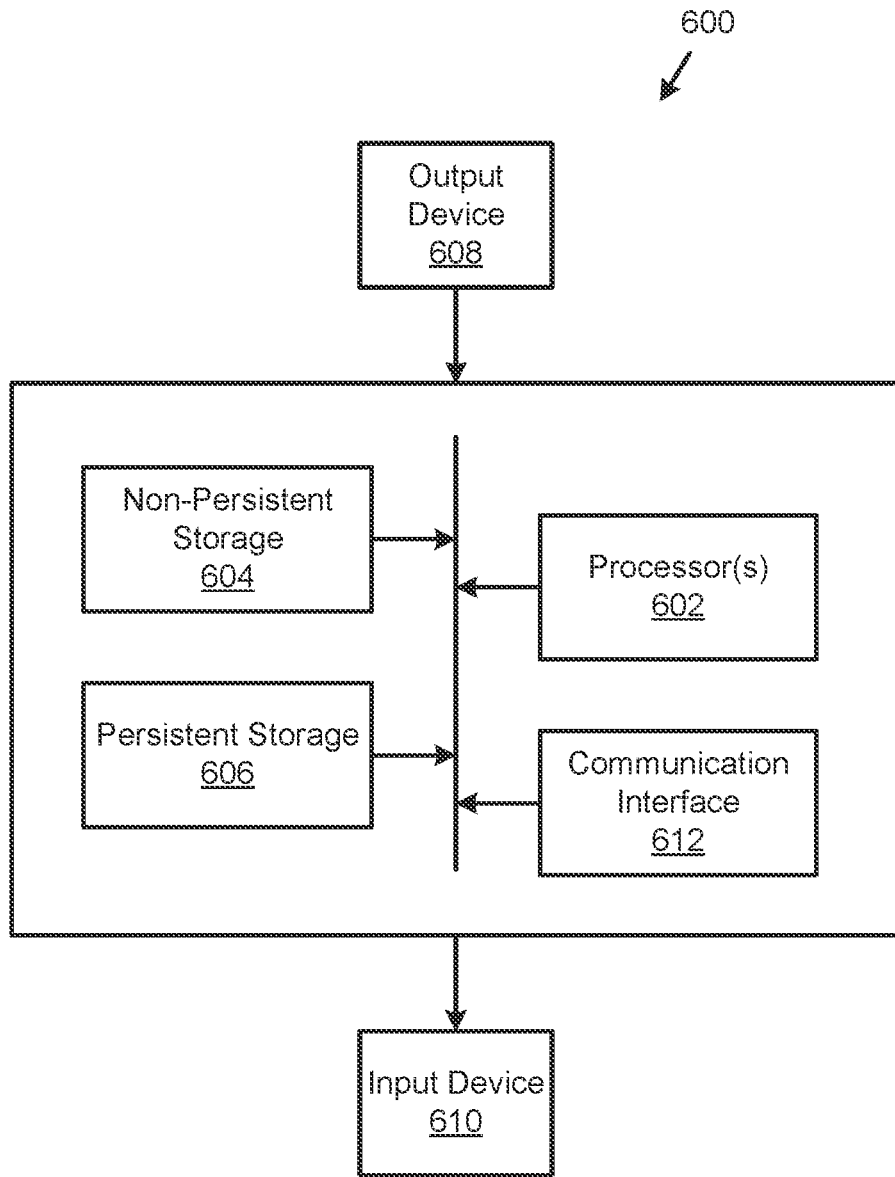 600
Output
Device
608
Non-Persistent
Storage
604
Processor(s)
602
Persistent Storage
606
Communication
Interface
612
Input Device
610